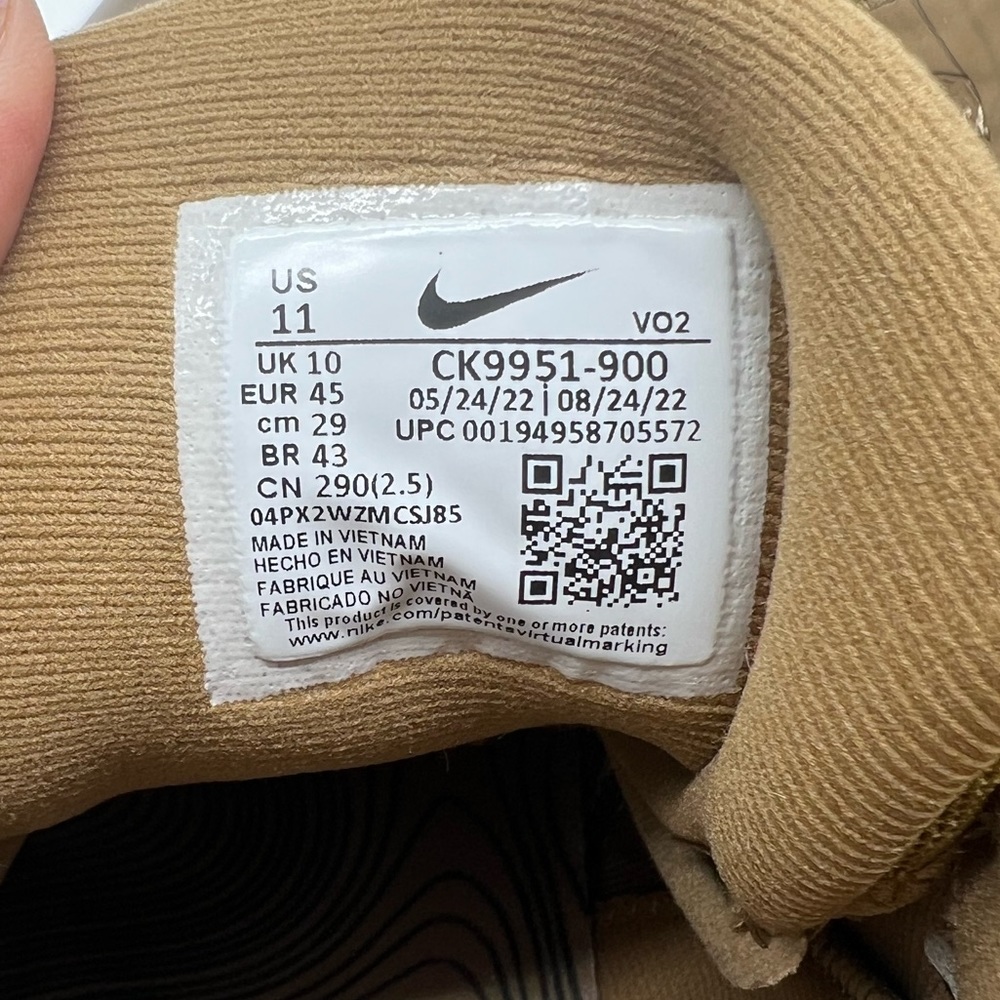 US
11
VO2
UK 10
CK9951-900
EUR 45
05/24/22 | 08/24/22
cm 29
UPC 00194958705572
BR 43
CN 290(2.5)
04PX2WZMCSJ85
MADE IN VIETNAM
HECHO EN VIETNAM
FABRIQUE AU VIETNAM
FABRICADO NO VIETNÃ
This product is covered by one or more patents:
www.nike.com/patentsvirtualmarking